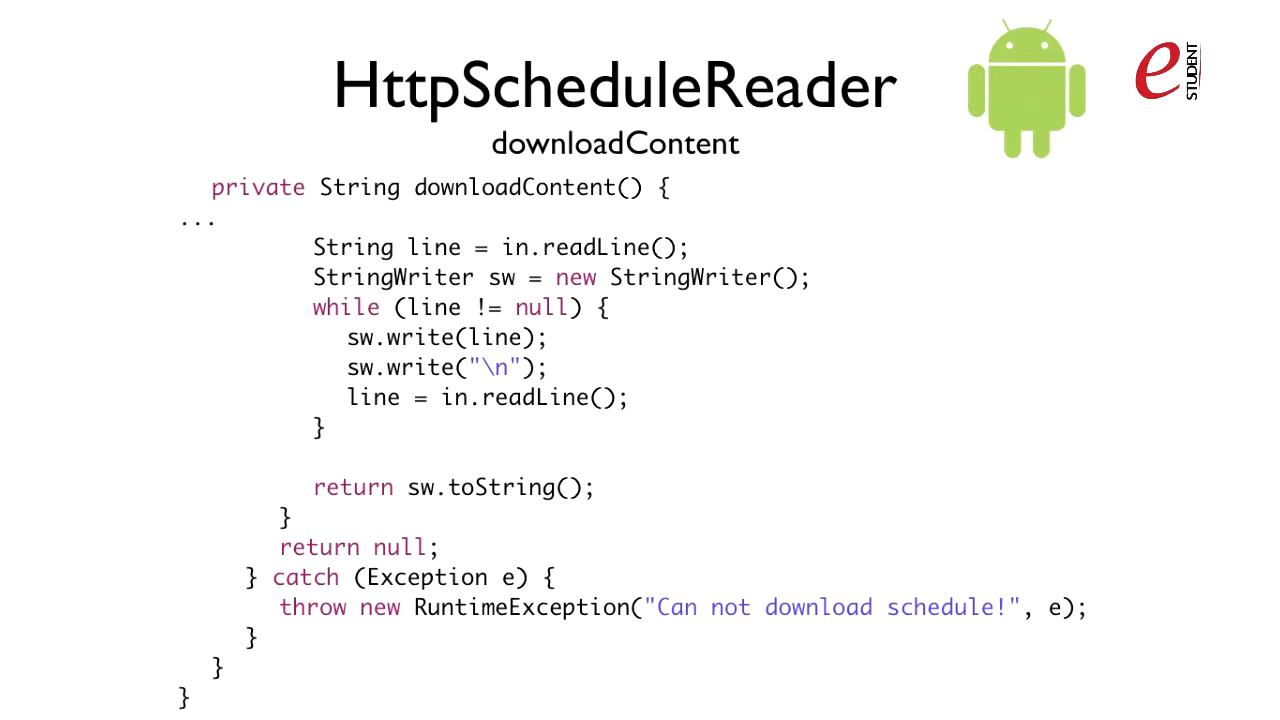 HttpScheduleReader
e STUDENT
downloadContent
private String downloadContent() {
...
String line = in.readLine();
StringWriter sw = new StringWriter();
while (line != null) {
sw.write(line);
sw.write("\n");
line = in.readLine();
}
return sw.toString();
}
return null;
} catch (Exception e) {
throw new RuntimeException("Can not download schedule!", e);
}
}
}